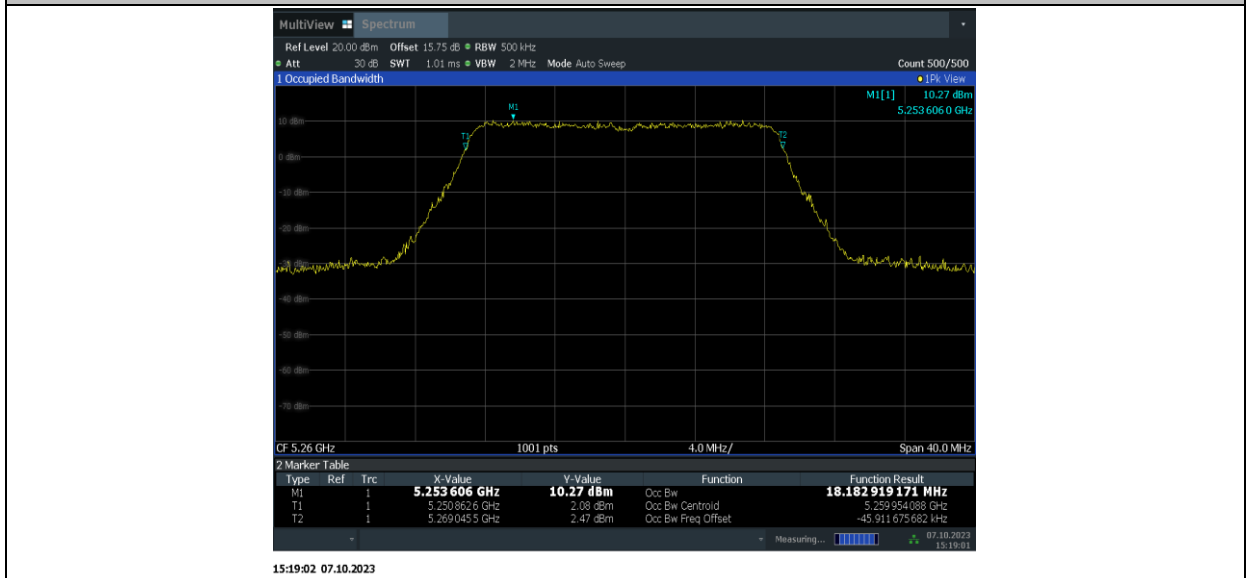 MultiView Spectrum
Ref Level 20.00 dBm Offset 15.75 dB RBW 500 kHz
Att 30 dB SWT 1.01 ms VBW 2 MHz Mode Auto Sweep Count 500/500
1 Occupied Bandwidth 1Pk View
M1[1] 10.27 dBm
5.253 606 0 GHz
M1
10 dBm
T1
T2
0 dBm
-10 dBm
-20 dBm
-30 dBm
-40 dBm
-50 dBm
-60 dBm
-70 dBm
CF 5.26 GHz 1001 pts 4.0 MHz/ Span 40.0 MHz
2 Marker Table
Type Ref Trc X-Value Y-Value Function Function Result
M1 1 5.253 606 GHz 10.27 dBm Occ Bw 18.182 919 171 MHz
T1 1 5.250 862 6 GHz 2.08 dBm Occ Bw Centroid 5.259 954 088 GHz
T2 1 5.269 045 5 GHz 2.47 dBm Occ Bw Freq Offset -45.911 675 682 kHz
Measuring... 07.10.2023
15:19:01
15:19:02 07.10.2023